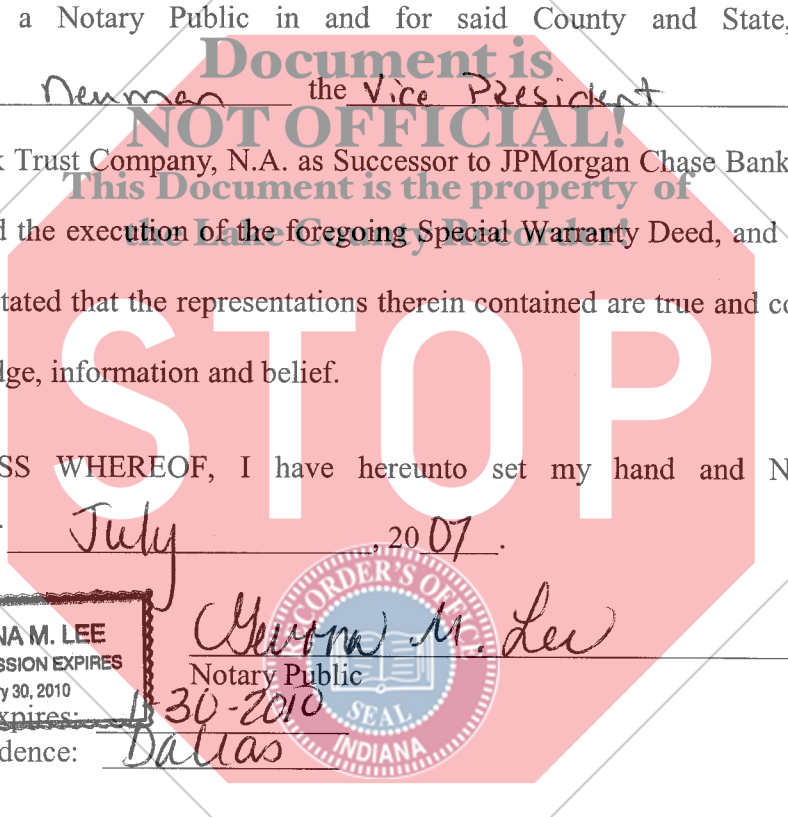 a Notary Public in and for said County and State,
Document is
Neuman the Vice President
NOT OFFICIAL!
k Trust Company, N.A. as Successor to JPMorgan Chase Bank
This Document is the property of
d the execution of the foregoing Special Warranty Deed, and
the Lake County Recorder!
tated that the representations therein contained are true and co
STOP
dge, information and belief.
SS WHEREOF, I have hereunto set my hand and N
July , 2007 .
RECORDER'S OFFICE
NA M. LEE
SSION EXPIRES
y 30, 2010
M. Lee
Notary Public
xpires: 1-30-2010
SEAL
INDIANA
dence: Dallas